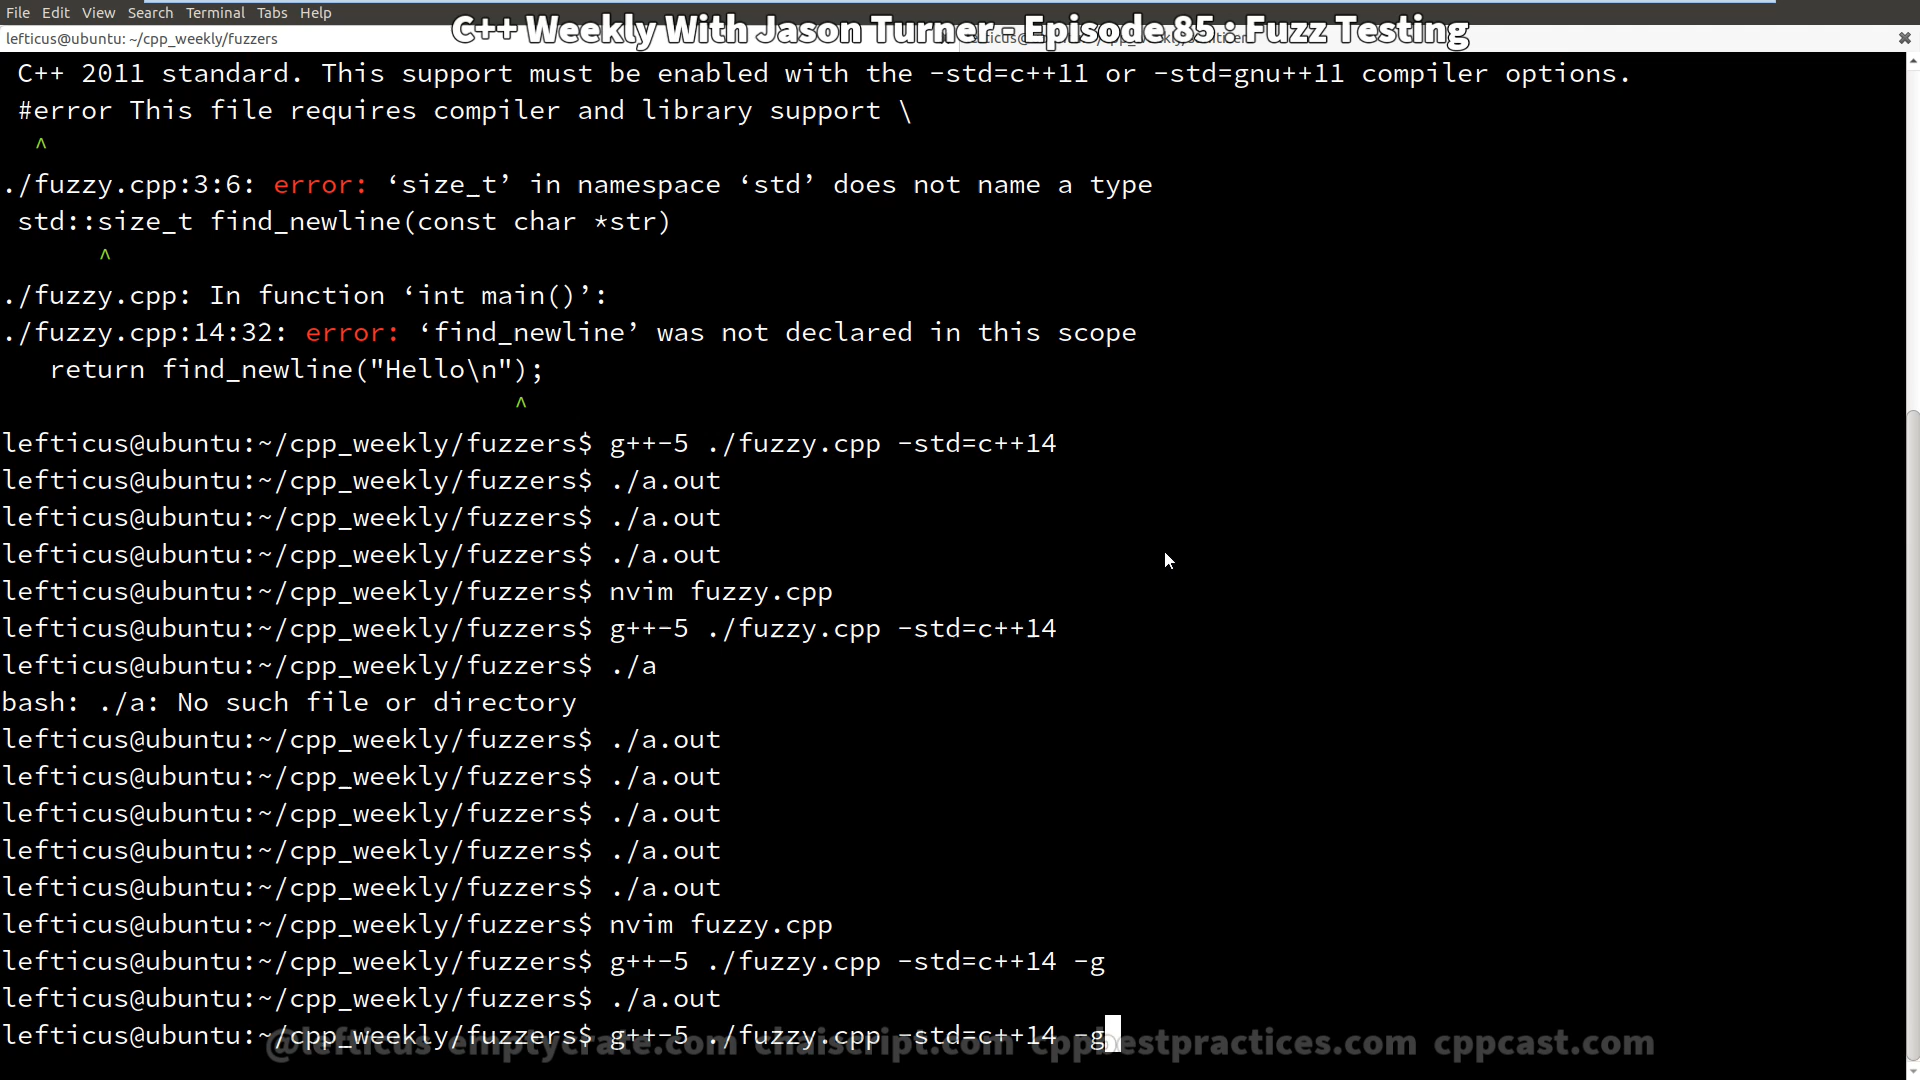 File Edit View Search Terminal Tabs Help
C++ Weekly With Jason Turner - Episode 85 : Fuzz Testing
lefticus@ubuntu: ~/cpp_weekly/fuzzers
C++ 2011 standard. This support must be enabled with the -std=c++11 or -std=gnu++11 compiler options.
#error This file requires compiler and library support \
^
./fuzzy.cpp:3:6: error: ‘size_t’ in namespace ‘std’ does not name a type
std::size_t find_newline(const char *str)
^
./fuzzy.cpp: In function ‘int main()’:
./fuzzy.cpp:14:32: error: ‘find_newline’ was not declared in this scope
return find_newline("Hello\n");
^
lefticus@ubuntu:~/cpp_weekly/fuzzers$ g++-5 ./fuzzy.cpp -std=c++14
lefticus@ubuntu:~/cpp_weekly/fuzzers$ ./a.out
lefticus@ubuntu:~/cpp_weekly/fuzzers$ ./a.out
lefticus@ubuntu:~/cpp_weekly/fuzzers$ ./a.out
lefticus@ubuntu:~/cpp_weekly/fuzzers$ nvim fuzzy.cpp
lefticus@ubuntu:~/cpp_weekly/fuzzers$ g++-5 ./fuzzy.cpp -std=c++14
lefticus@ubuntu:~/cpp_weekly/fuzzers$ ./a
bash: ./a: No such file or directory
lefticus@ubuntu:~/cpp_weekly/fuzzers$ ./a.out
lefticus@ubuntu:~/cpp_weekly/fuzzers$ ./a.out
lefticus@ubuntu:~/cpp_weekly/fuzzers$ ./a.out
lefticus@ubuntu:~/cpp_weekly/fuzzers$ ./a.out
lefticus@ubuntu:~/cpp_weekly/fuzzers$ ./a.out
lefticus@ubuntu:~/cpp_weekly/fuzzers$ nvim fuzzy.cpp
lefticus@ubuntu:~/cpp_weekly/fuzzers$ g++-5 ./fuzzy.cpp -std=c++14 -g
lefticus@ubuntu:~/cpp_weekly/fuzzers$ ./a.out
lefticus@ubuntu:~/cpp_weekly/fuzzers$ g++-5 ./fuzzy.cpp -std=c++14 -g
@lefticus emptycrate.com chaiscript.com cppbestpractices.com cppcast.com